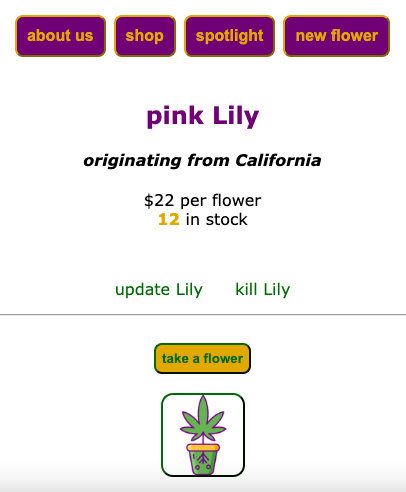 about us shop spotlight new flower
pink Lily
originating from California
$22 per flower
12 in stock
update Lily kill Lily
take a flower